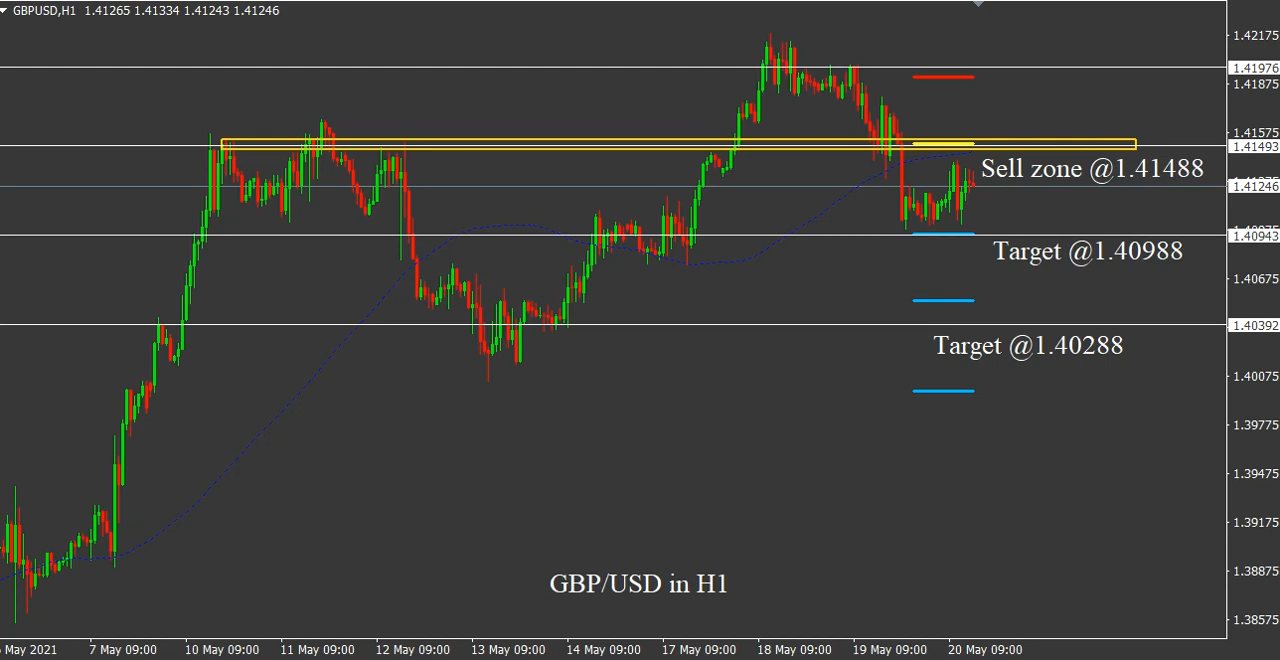 GBPUSD,H1 1.41265 1.41334 1.41243 1.41246
1.42175
1.41976
1.41875
1.41575
1.41493
Sell zone @1.41488
1.41246
1.40943
Target @1.40988
1.40675
1.40392
Target @1.40288
1.40075
1.39775
1.39475
1.39175
1.38875
GBP/USD in H1
1.38575
May 2021 7 May 09:00 10 May 09:00 11 May 09:00 12 May 09:00 13 May 09:00 14 May 09:00 17 May 09:00 18 May 09:00 19 May 09:00 20 May 09:00